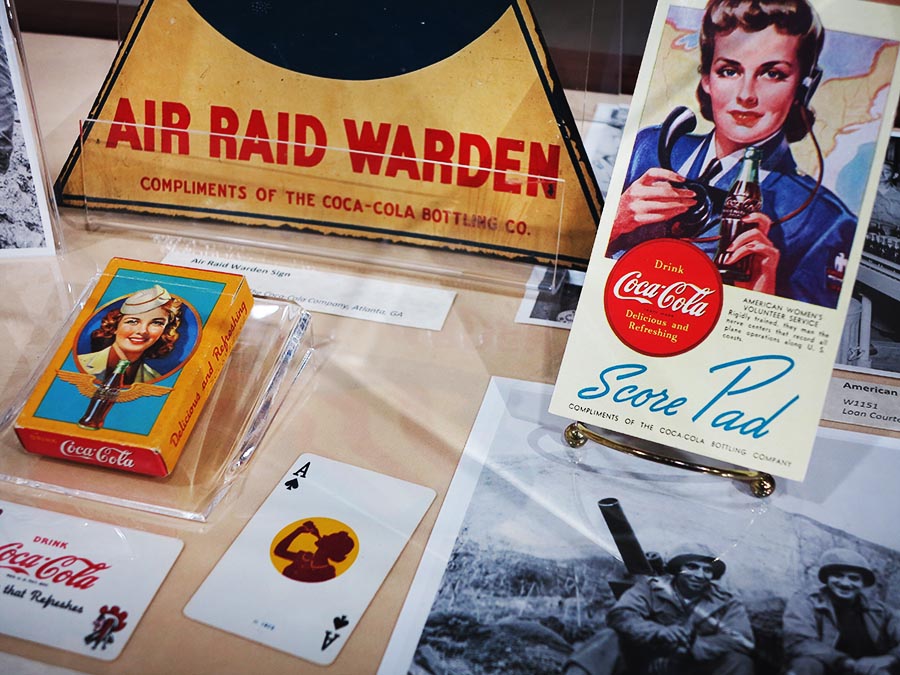 AIR RAID WARDEN
COMPLIMENTS OF THE COCA-COLA BOTTLING CO.
Air Raid Warden Sign
The Coca-Cola Company, Atlanta, GA
Drink
Coca-Cola
Delicious and
Refreshing
AMERICAN WOMEN'S
VOLUNTEER SERVICE
Rigidly trained, they man the
nerve centers that record all
plane operations along U. S.
coasts.
Score Pad
COMPLIMENTS OF THE COCA-COLA BOTTLING COMPANY
American
W1151
Loan Courte
Delicious and Refreshing
DRINK
Coca-Cola
A
A
DRINK
Coca-Cola
that Refreshes